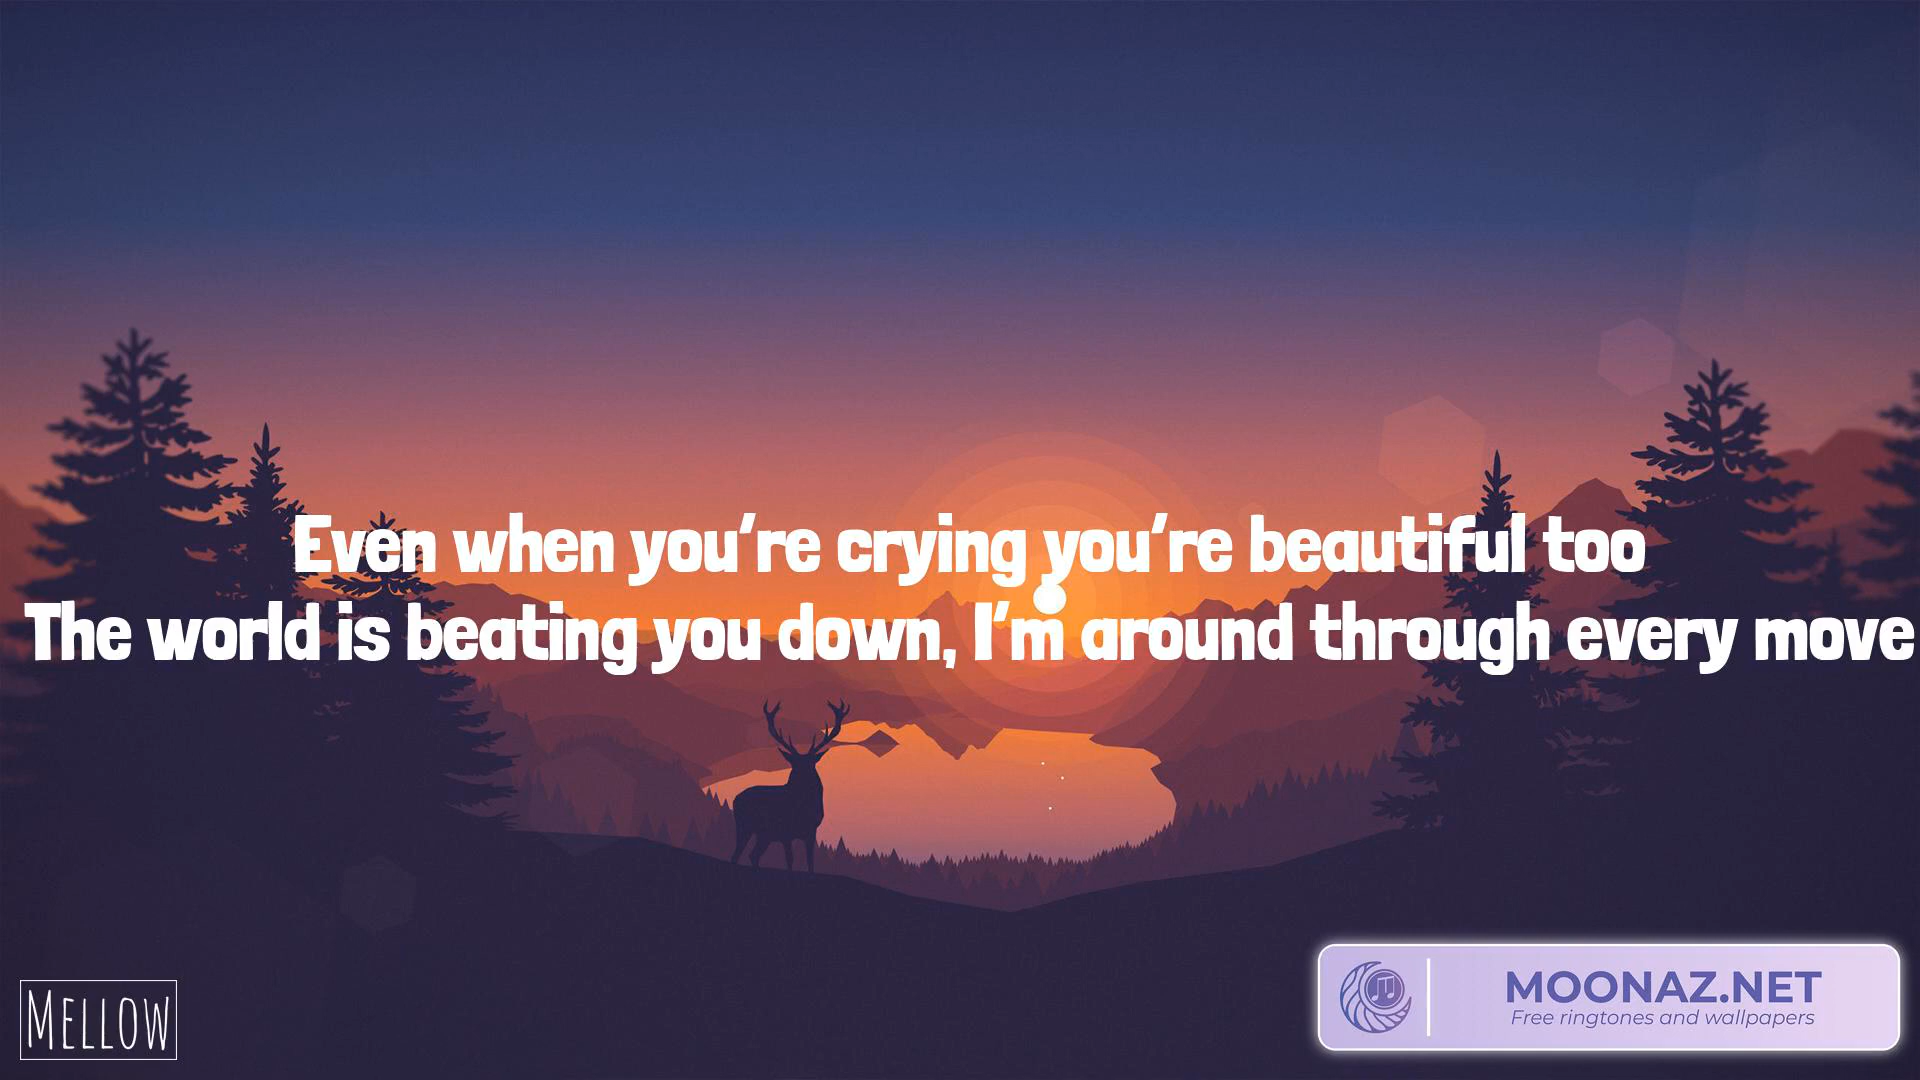 Even when you're crying you're beautiful too
The world is beating you down, I'm around through every move
MELLOW
MOONAZ.NET
Free ringtones and wallpapers